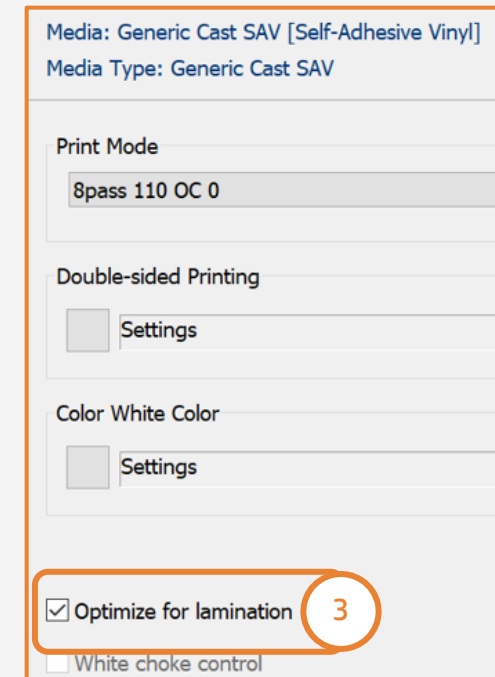 Media: Generic Cast SAV [Self-Adhesive Vinyl]
Media Type: Generic Cast SAV
Print Mode
8pass 110 OC 0
Double-sided Printing
Settings
Color White Color
Settings
Optimize for lamination 3
White choke control